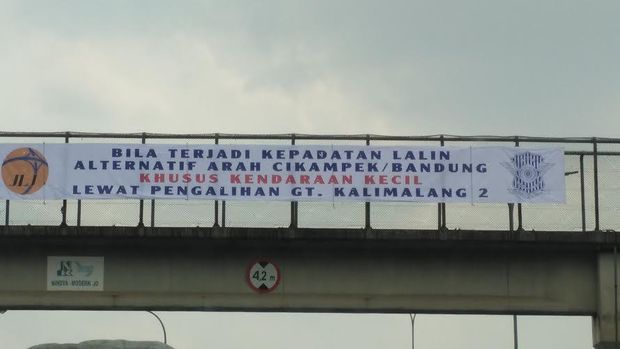 BILA TERJADI KEPADATAN LALIN
ALTERNATIF ARAH CIKAMPEK/BANDUNG
KHUSUS KENDARAAN KECIL
LEWAT PENGALIHAN GT. KALIMALANG 2
4,2 m